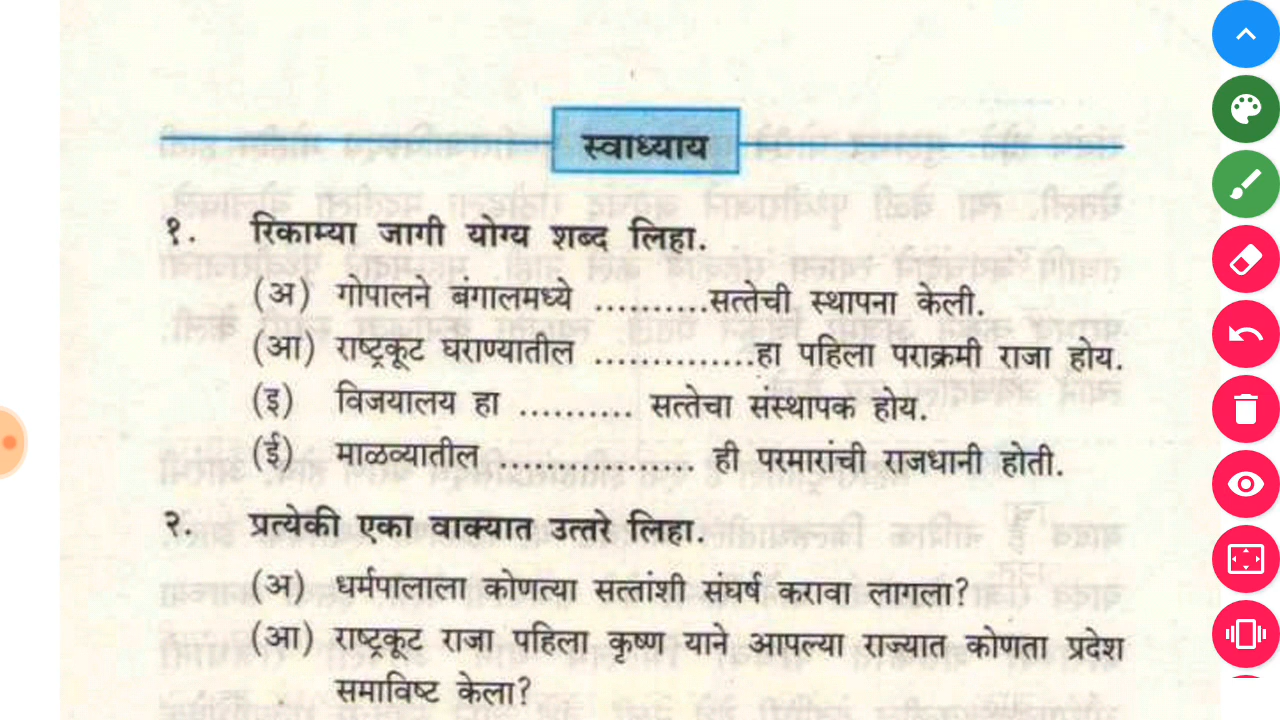 स्वाध्याय
१. रिकाम्या जागी योग्य शब्द लिहा.
(अ) गोपालने बंगालमध्ये ..........सत्तेची स्थापना केली.
(आ) राष्ट्रकूट घराण्यातील ..............हा पहिला पराक्रमी राजा होय.
(इ) विजयालय हा .......... सत्तेचा संस्थापक होय.
(ई) माळव्यातील ................. ही परमारांची राजधानी होती.
२. प्रत्येकी एका वाक्यात उत्तरे लिहा.
(अ) धर्मपालाला कोणत्या सत्तांशी संघर्ष करावा लागला?
(आ) राष्ट्रकूट राजा पहिला कृष्ण याने आपल्या राज्यात कोणता प्रदेश
समाविष्ट केला?